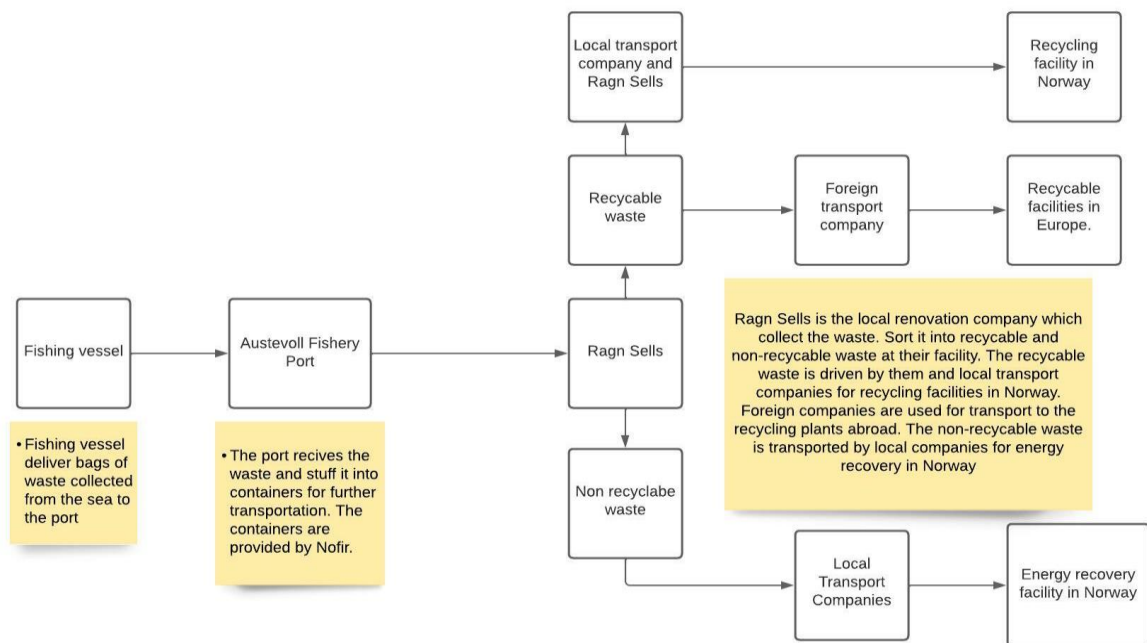 Local transport
company and
Ragn Sells
Recycling
facility in
Norway
Recycable
waste
Foreign
transport
company
Recycable
facilities in
Europe.
Fishing vessel
Austevoll Fishery
Port
Ragn Sells
Ragn Sells is the local renovation company which
collect the waste. Sort it into recyable and
non-recycable waste at their facility. The recycable
waste is driven by them and local transport
companies for recycling facilities in Norway.
Foreign companies are used for transport to the
recycling plants abroad. The non-recycable waste
is transported by local companies for energy
recovery in Norway
• Fishing vessel
deliver bags of
waste collected
from the sea to
the port
• The port recives the
waste and stuff it into
containers for further
transportation. The
containers are
provided by Nofir.
Non recyclabe
waste
Local
Transport
Companies
Energy recovery
facility in Norway